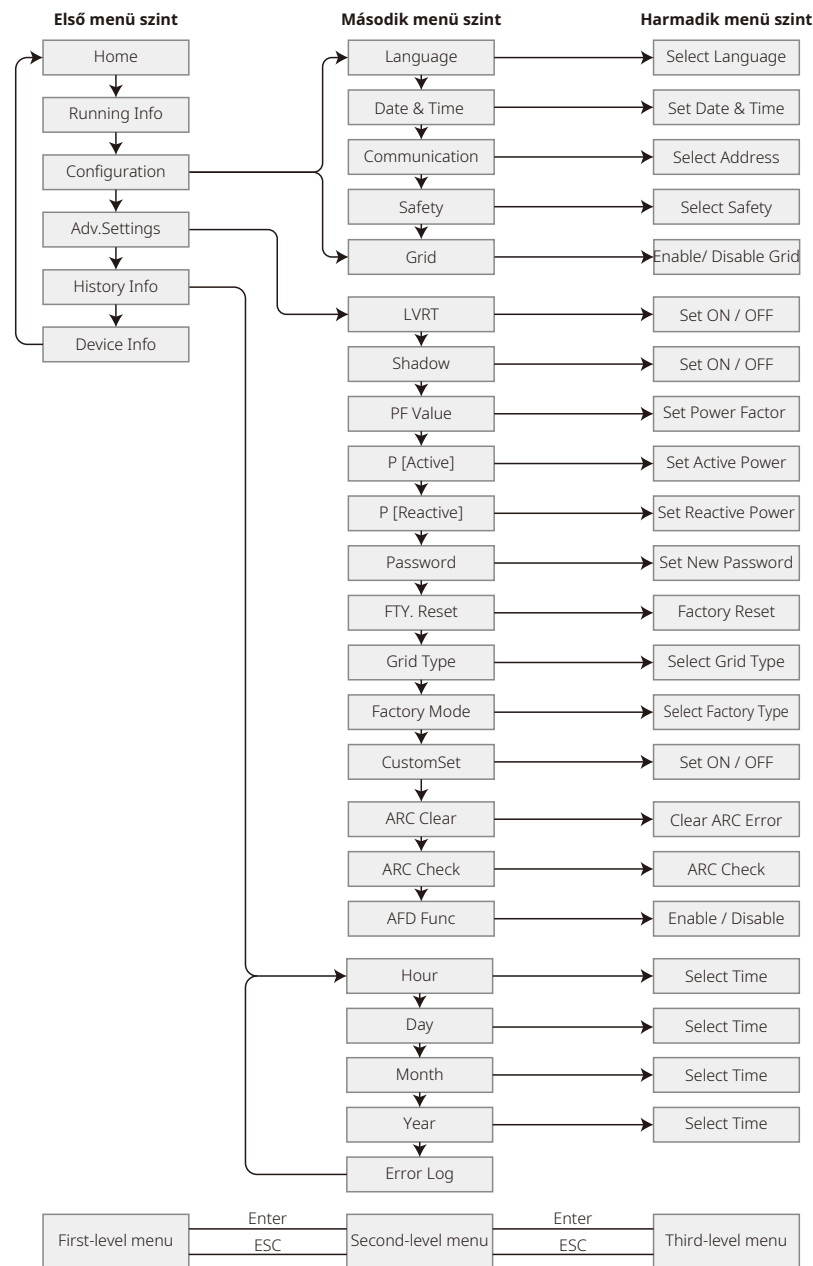 Első menü szint
Második menü szint
Harmadik menü szint
Home
Language
Select Language
Running Info
Date & Time
Set Date & Time
Configuration
Communication
Select Address
Adv.Settings
Safety
Select Safety
History Info
Grid
Enable/ Disable Grid
Device Info
LVRT
Set ON / OFF
Shadow
Set ON / OFF
PF Value
Set Power Factor
P [Active]
Set Active Power
P [Reactive]
Set Reactive Power
Password
Set New Password
FTY. Reset
Factory Reset
Grid Type
Select Grid Type
Factory Mode
Select Factory Type
CustomSet
Set ON / OFF
ARC Clear
Clear ARC Error
ARC Check
ARC Check
AFD Func
Enable / Disable
Hour
Select Time
Day
Select Time
Month
Select Time
Year
Select Time
Error Log
First-level menu
Enter
ESC
Second-level menu
Enter
ESC
Third-level menu